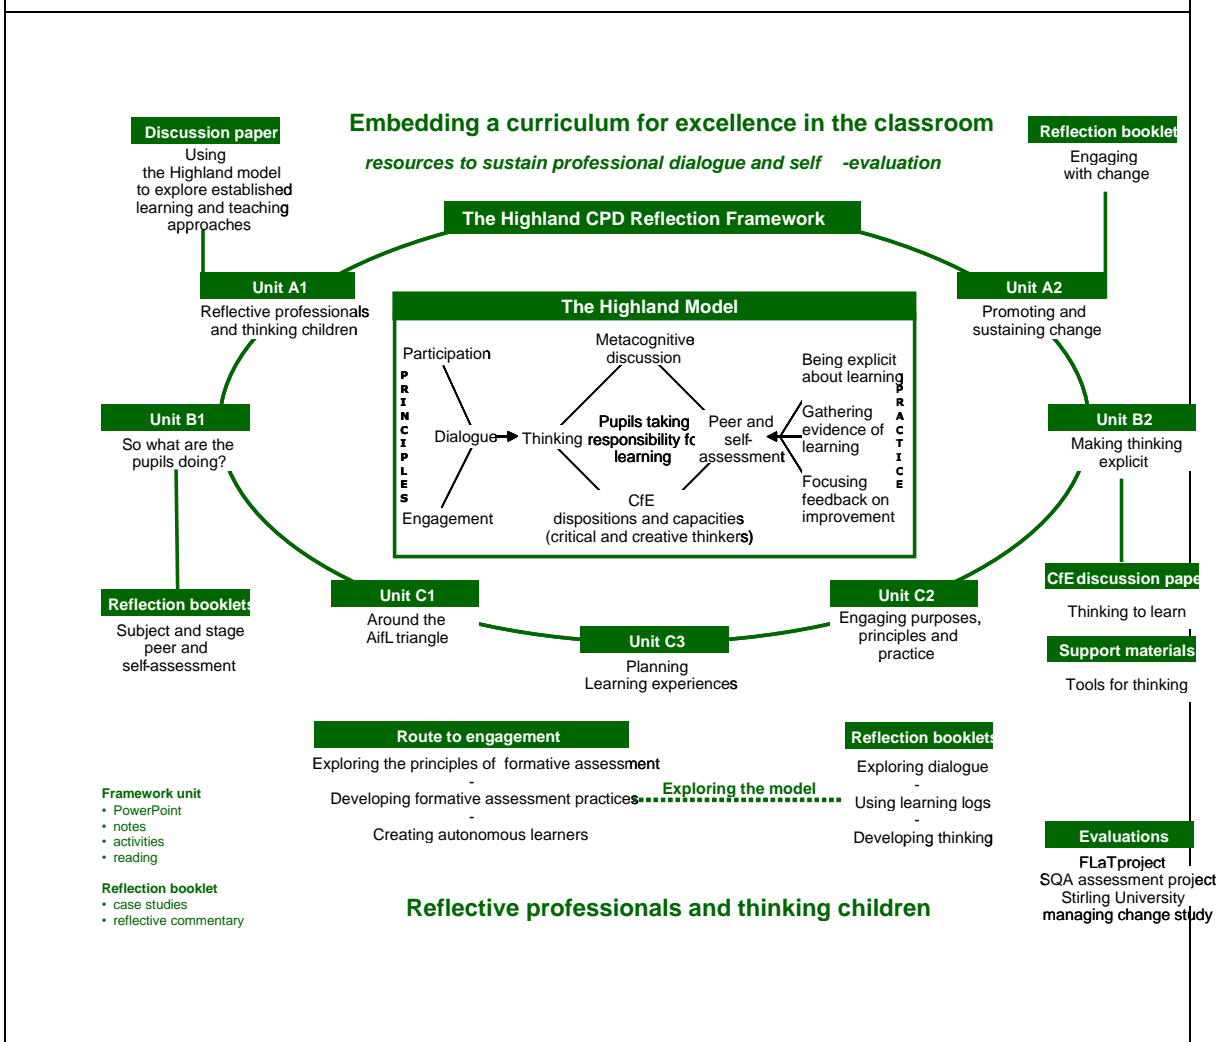 Embedding a curriculum for excellence in the classroom
resources to sustain professional dialogue and self -evaluation
Discussion paper
Using
the Highland model
to explore established
learning and teaching
approaches
Reflection booklet
Engaging
with change
The Highland CPD Reflection Framework
Unit A1
Reflective professionals
and thinking children
Unit A2
Promoting and
sustaining change
The Highland Model
PRINCIPLES
Participation
Dialogue
Engagement
Thinking
Metacognitive
discussion
Pupils taking
responsibility fo
learning
Peer and
self-
assessment
CfE
dispositions and capacities
(critical and creative thinkers)
Being explicit
about learning
Gathering
evidence of
learning
Focusing
feedback on
improvement
PRACTICE
Unit B1
So what are the
pupils doing?
Unit B2
Making thinking
explicit
Reflection booklets
Subject and stage
peer and
self-assessment
Unit C1
Around the
AifL triangle
Unit C3
Planning
Learning experiences
Unit C2
Engaging purposes,
principles and
practice
CfE discussion pape
Thinking to learn
Support materials
Tools for thinking
Route to engagement
Exploring the principles of formative assessment
-
Developing formative assessment practices
-
Creating autonomous learners
Exploring the model
Reflection booklets
Exploring dialogue
-
Using learning logs
-
Developing thinking
Framework unit
• PowerPoint
• notes
• activities
• reading
Reflection booklet
• case studies
• reflective commentary
Evaluations
FLaT project
SQA assessment project
Stirling University
managing change study
Reflective professionals and thinking children